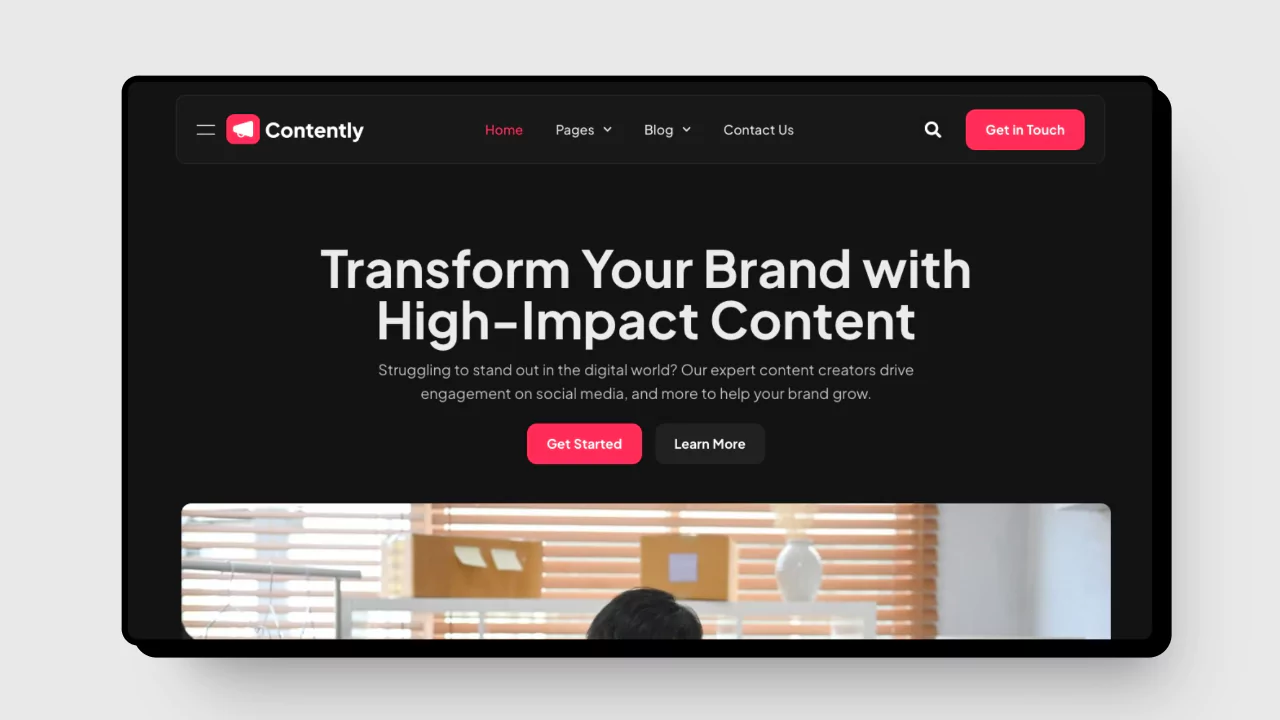 Contently
Home
Pages
Blog
Contact Us
Get in Touch
Transform Your Brand with
High-Impact Content
Struggling to stand out in the digital world? Our expert content creators drive
engagement on social media, and more to help your brand grow.
Get Started
Learn More